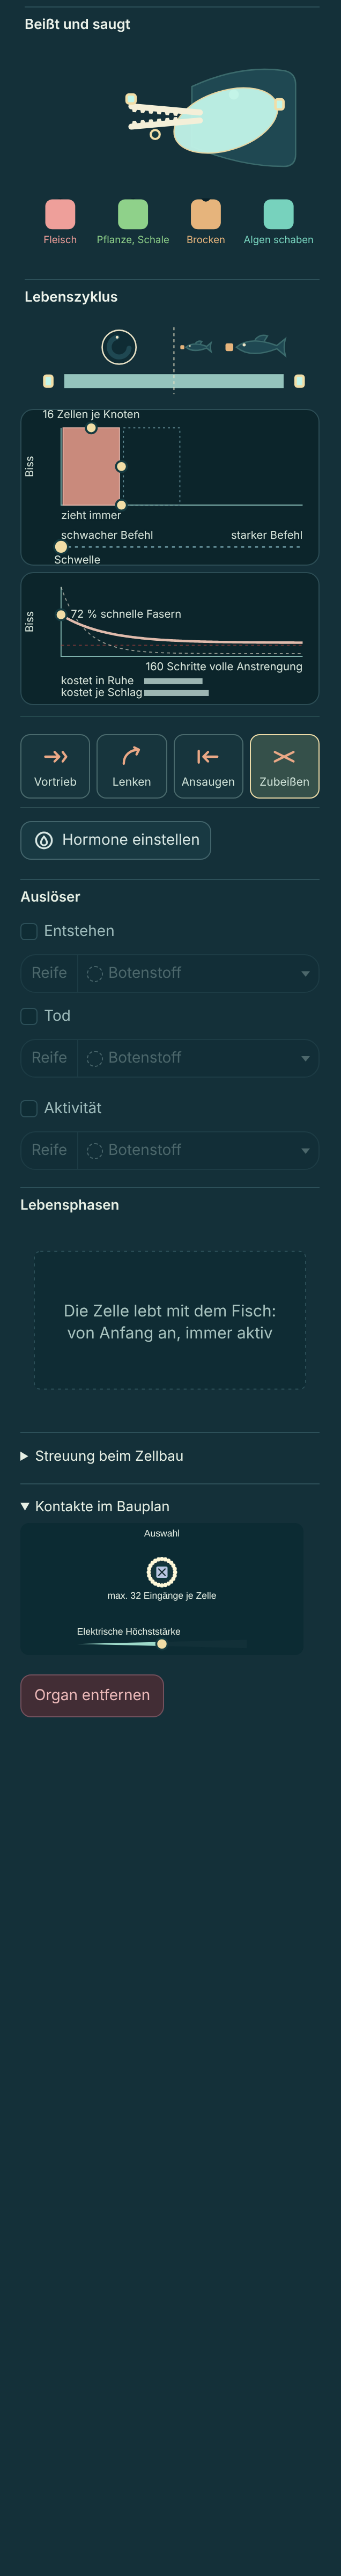 Beißt und saugt
Fleisch
Pflanze, Schale
Brocken
Algen schaben
Lebenszyklus
16 Zellen je Knoten
Biss
zieht immer
schwacher Befehl
starker Befehl
Schwelle
72 % schnelle Fasern
Biss
160 Schritte volle Anstrengung
kostet in Ruhe
kostet je Schlag
Vortrieb
Lenken
Ansaugen
Zubeißen
Hormone einstellen
Auslöser
Entstehen
Reife
Botenstoff
Tod
Reife
Botenstoff
Aktivität
Reife
Botenstoff
Lebensphasen
Die Zelle lebt mit dem Fisch:
von Anfang an, immer aktiv
Streuung beim Zellbau
Kontakte im Bauplan
Auswahl
max. 32 Eingänge je Zelle
Elektrische Höchststärke
Organ entfernen